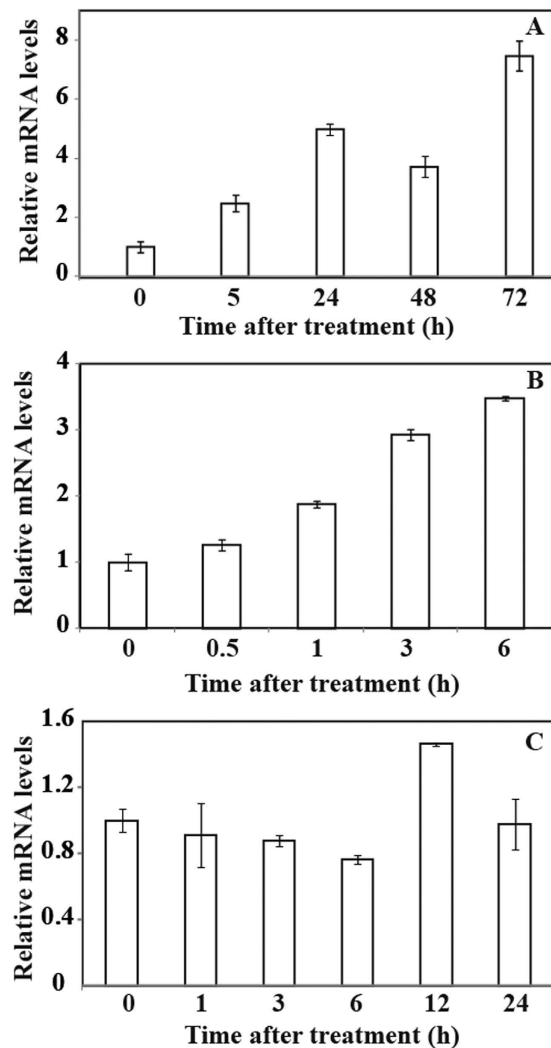 A
Relative mRNA levels
8
6
4
2
0
0 5 24 48 72
Time after treatment (h)
B
Relative mRNA levels
4
3
2
1
0
0 0.5 1 3 6
Time after treatment (h)
C
Relative mRNA levels
1.6
1.2
0.8
0.4
0
0 1 3 6 12 24
Time after treatment (h)